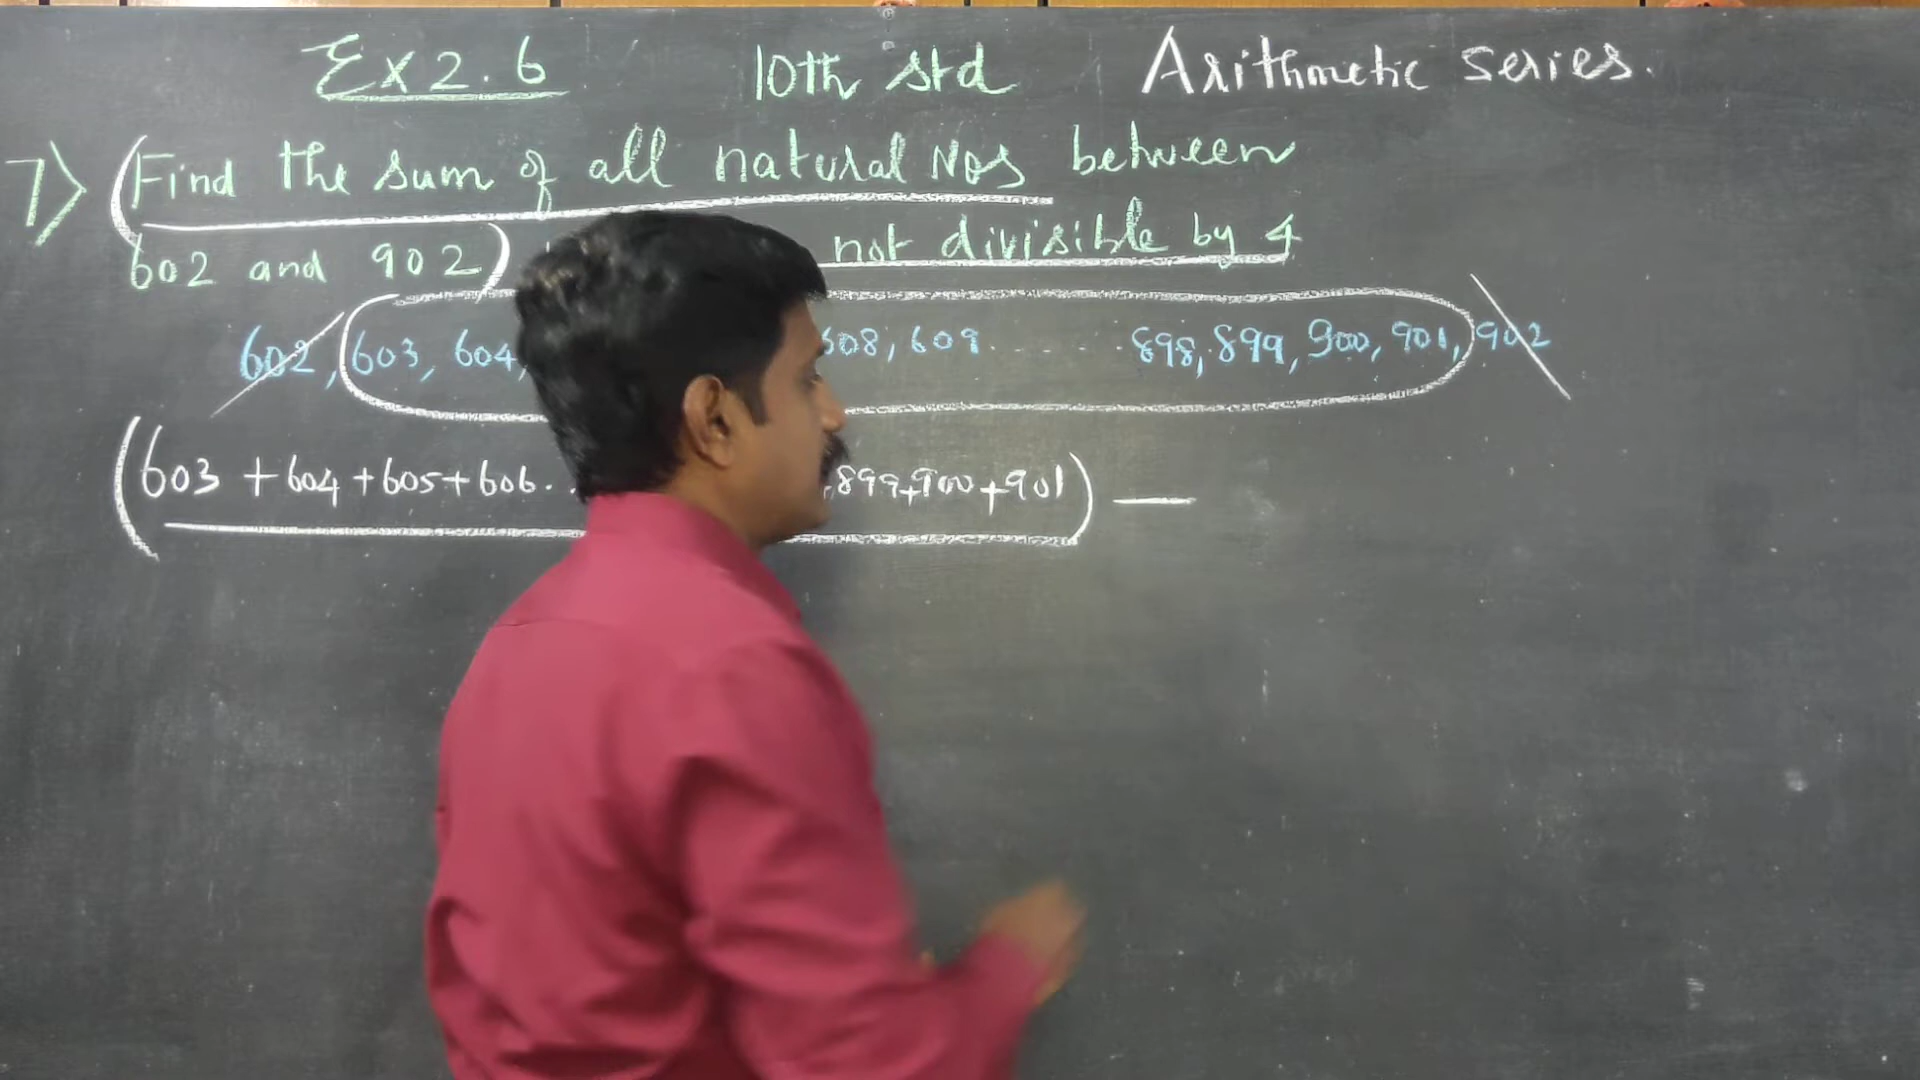 Ex 2.6 10th std Arithmetic series.
7) (Find the sum of all natural Nos between
602 and 902) not divisible by 4
602, (603, 604, 608, 609 . . . . . . 898, 899, 900, 901,) 902
(603 + 604 + 605 + 606 . . 899 + 900 + 901) —